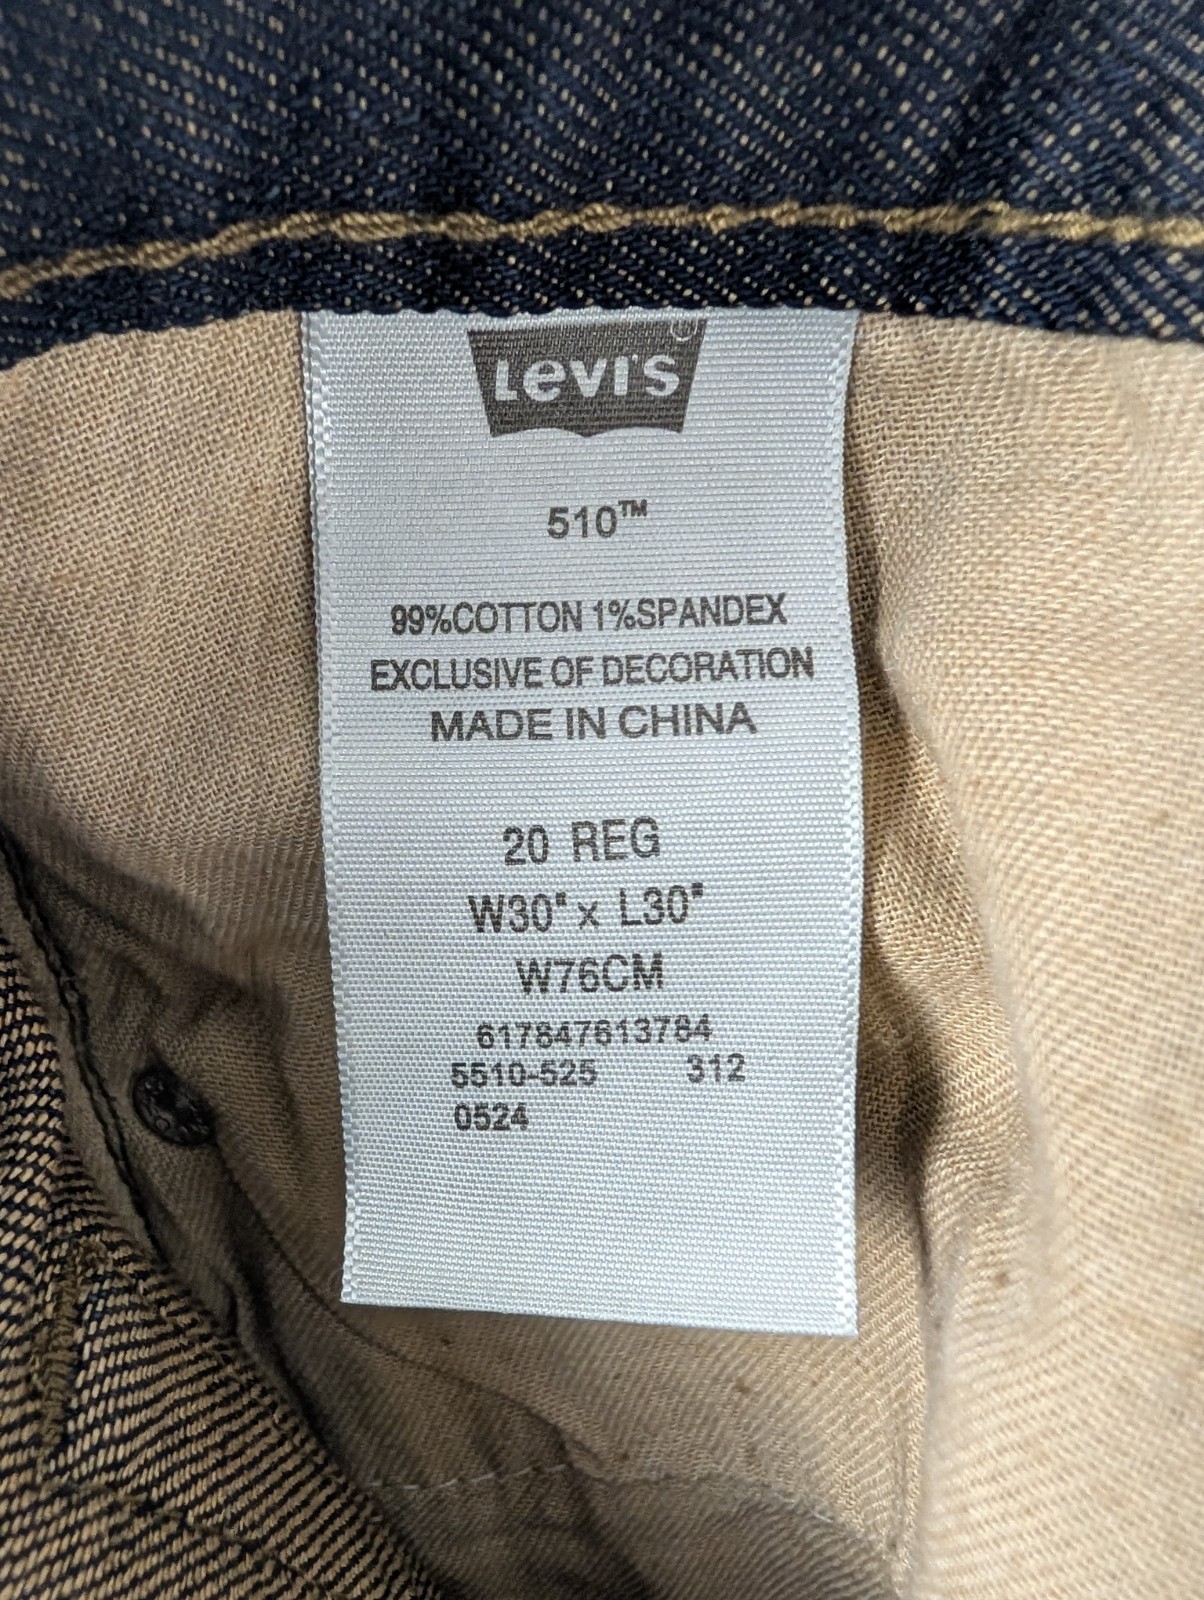 Levi's®
510™
99%COTTON 1%SPANDEX
EXCLUSIVE OF DECORATION
MADE IN CHINA
20 REG
W30" x L30"
W76CM
617847613784
5510-525 312
0524